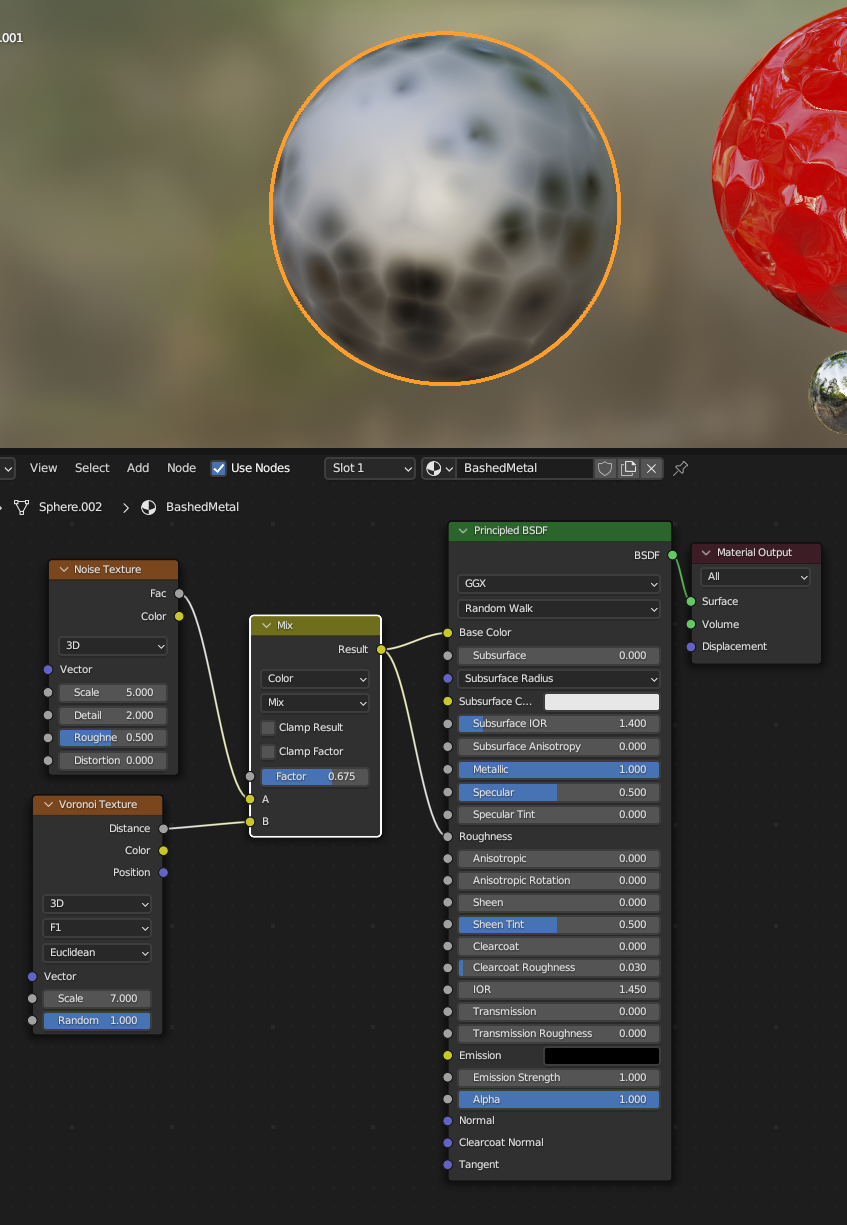 .001
View Select Add Node Use Nodes Slot 1 BashedMetal
Sphere.002 BashedMetal
Noise Texture
Fac
Color
3D
Vector
Scale 5.000
Detail 2.000
Roughne 0.500
Distortion 0.000
Voronoi Texture
Distance
Color
Position
3D
F1
Euclidean
Vector
Scale 7.000
Random 1.000
Mix
Result
Color
Mix
Clamp Result
Clamp Factor
Factor 0.675
A
B
Principled BSDF
BSDF
GGX
Random Walk
Base Color
Subsurface 0.000
Subsurface Radius
Subsurface C...
Subsurface IOR 1.400
Subsurface Anisotropy 0.000
Metallic 1.000
Specular 0.500
Specular Tint 0.000
Roughness
Anisotropic 0.000
Anisotropic Rotation 0.000
Sheen 0.000
Sheen Tint 0.500
Clearcoat 0.000
Clearcoat Roughness 0.030
IOR 1.450
Transmission 0.000
Transmission Roughness 0.000
Emission
Emission Strength 1.000
Alpha 1.000
Normal
Clearcoat Normal
Tangent
Material Output
All
Surface
Volume
Displacement